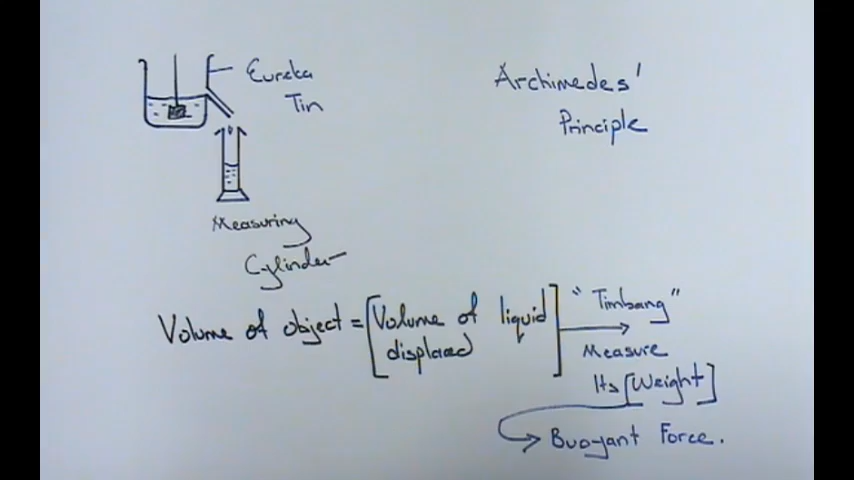 Eureka
Tin
Archimedes'
Principle
Measuring
Cylinder
Volume of object = [Volume of liquid
displaced]
"Timbang"
Measure
Its [Weight]
Buoyant Force.